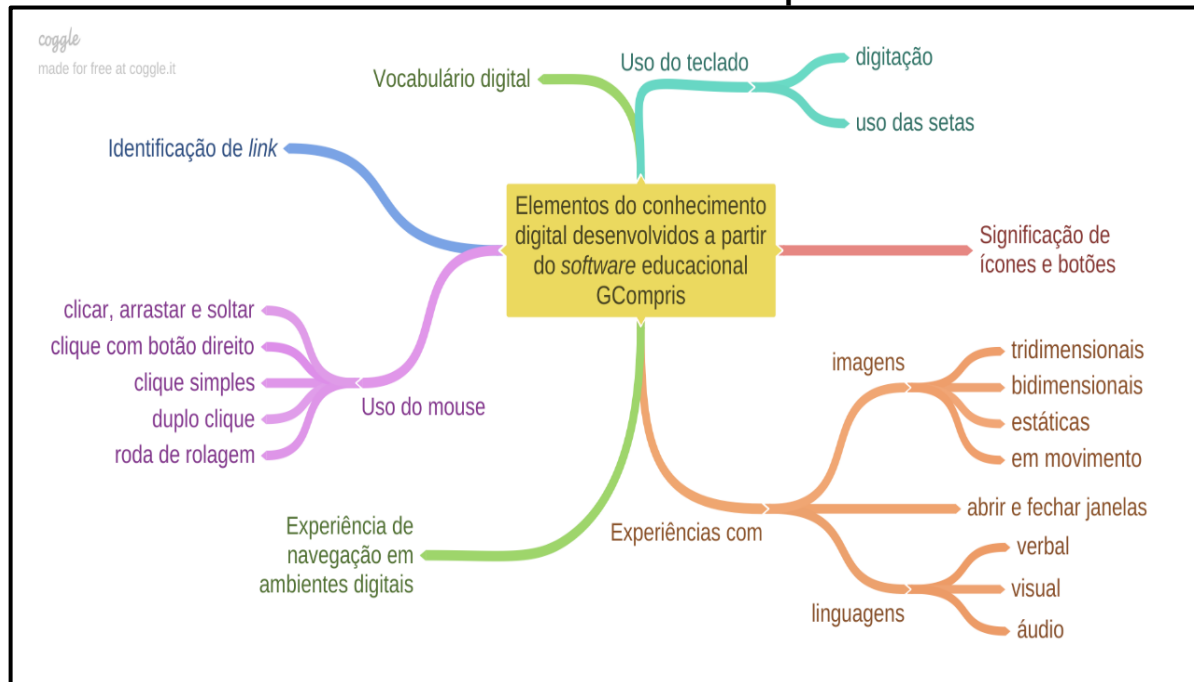 coggle
made for free at coggle.it
Vocabulário digital
Uso do teclado
digitação
uso das setas
Identificação de link
Elementos do conhecimento
digital desenvolvidos a partir
do software educacional
GCompris
Significação de
ícones e botões
clicar, arrastar e soltar
clique com botão direito
clique simples
duplo clique
roda de rolagem
Uso do mouse
imagens
tridimensionais
bidimensionais
estáticas
em movimento
Experiência de
navegação em
ambientes digitais
Experiências com
abrir e fechar janelas
linguagens
verbal
visual
áudio